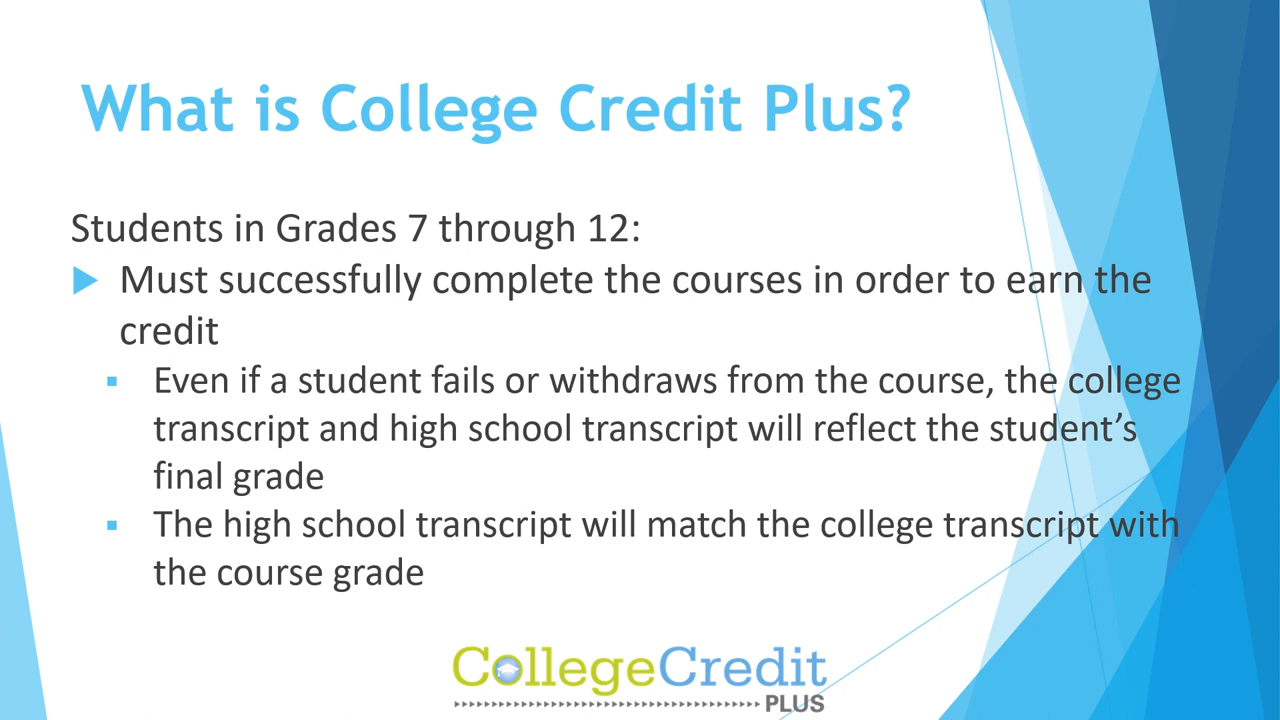 What is College Credit Plus?
Students in Grades 7 through 12:
Must successfully complete the courses in order to earn the
credit
Even if a student fails or withdraws from the course, the college
transcript and high school transcript will reflect the student’s
final grade
The high school transcript will match the college transcript with
the course grade
CollegeCredit
PLUS